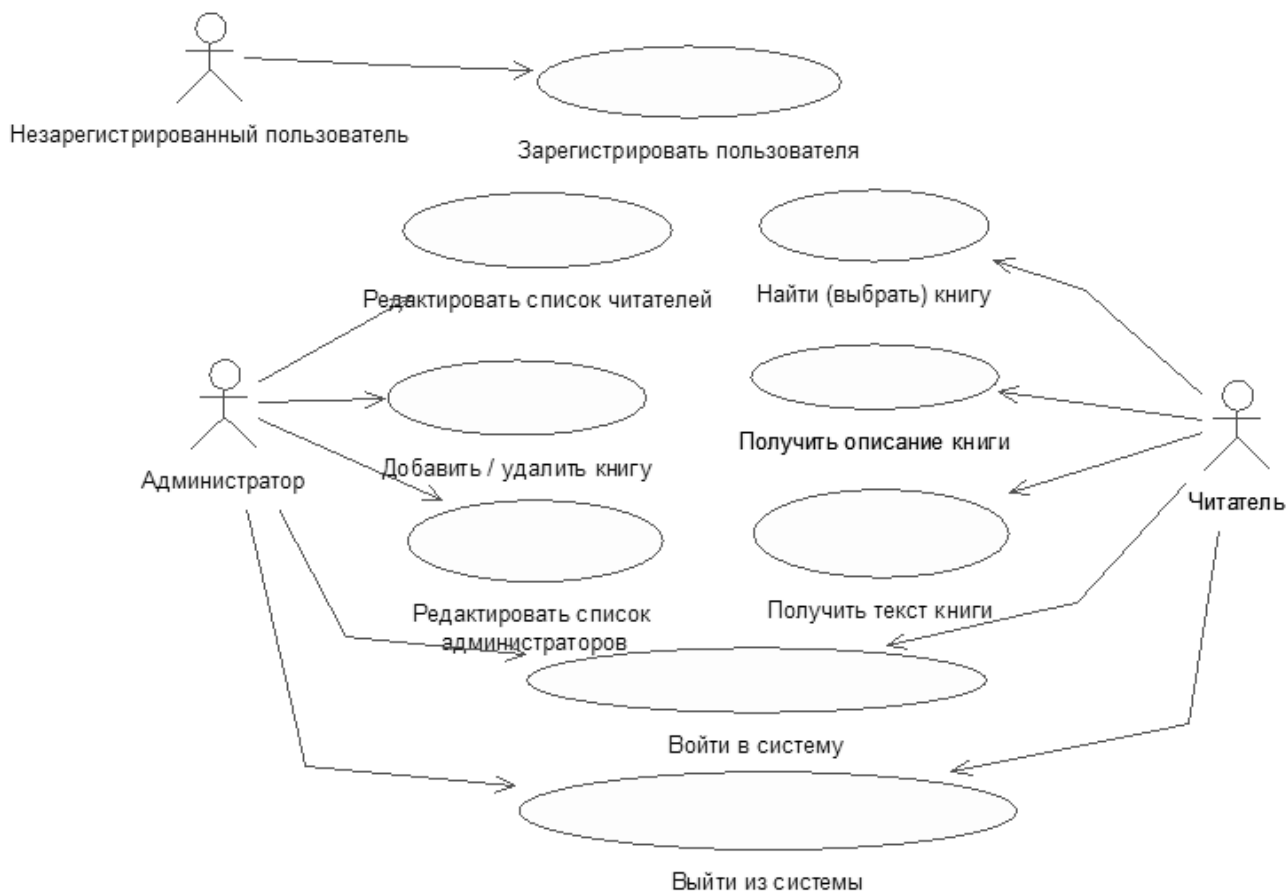 Незарегистрированный пользователь
Зарегистрировать пользователя
Редактировать список читателей
Найти (выбрать) книгу
Добавить / удалить книгу
Получить описание книги
Администратор
Читатель
Редактировать список
администраторов
Получить текст книги
Войти в систему
Выйти из системы